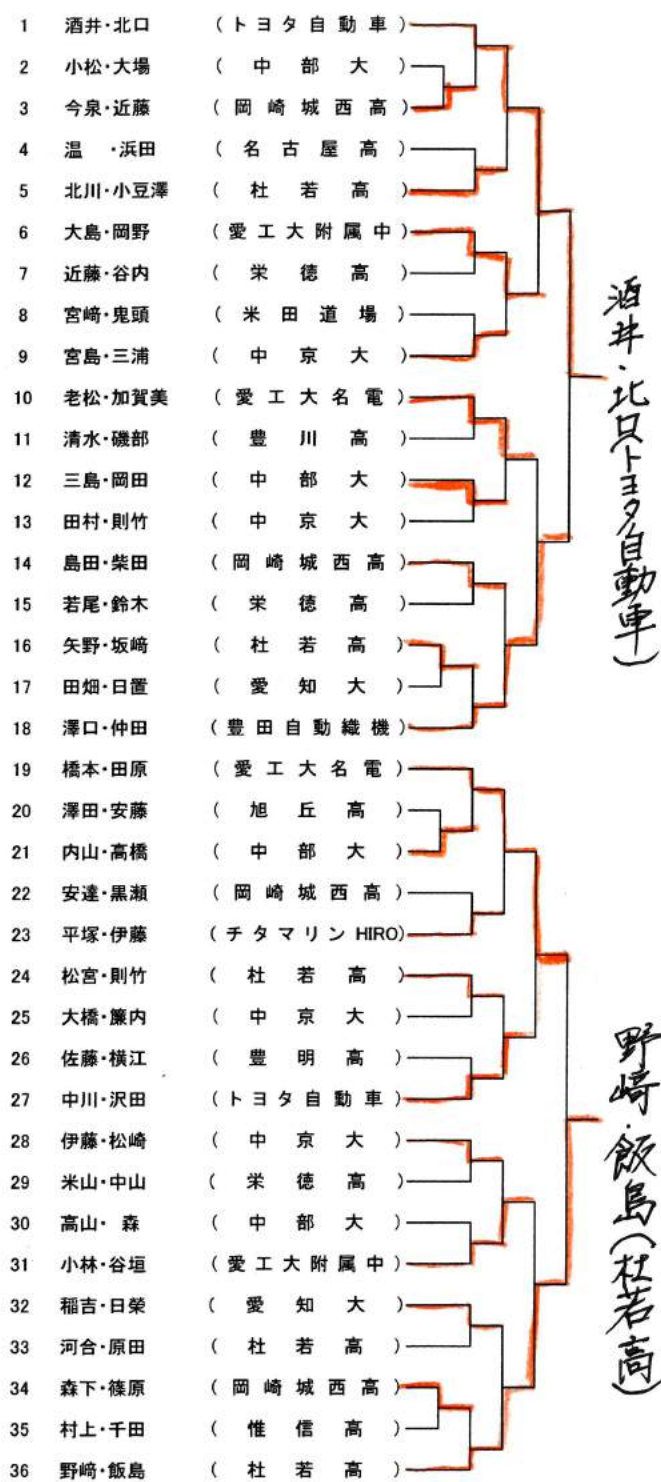 1 酒井・北口 (トヨタ自動車)
2 小松・大場 (中部大)
3 今泉・近藤 (岡崎城西高)
4 温 ・浜田 (名古屋高)
5 北川・小豆澤 (杜若高)
6 大島・岡野 (愛工大附属中)
7 近藤・谷内 (栄徳高)
8 宮﨑・鬼頭 (米田道場)
9 宮島・三浦 (中京大)
10 老松・加賀美 (愛工大名電)
11 清水・磯部 (豊川高)
12 三島・岡田 (中部大)
13 田村・則竹 (中京大)
14 島田・柴田 (岡崎城西高)
15 若尾・鈴木 (栄徳高)
16 矢野・坂﨑 (杜若高)
17 田畑・日置 (愛知大)
18 澤口・仲田 (豊田自動織機)
19 橋本・田原 (愛工大名電)
20 澤田・安藤 (旭丘高)
21 内山・高橋 (中部大)
22 安達・黒瀬 (岡崎城西高)
23 平塚・伊藤 (チタマリン HIRO)
24 松宮・則竹 (杜若高)
25 大橋・簾内 (中京大)
26 佐藤・横江 (豊明高)
27 中川・沢田 (トヨタ自動車)
28 伊藤・松崎 (中京大)
29 米山・中山 (栄徳高)
30 高山・ 森 (中部大)
31 小林・谷垣 (愛工大附属中)
32 稲吉・日榮 (愛知大)
33 河合・原田 (杜若高)
34 森下・篠原 (岡崎城西高)
35 村上・千田 (惟信高)
36 野﨑・飯島 (杜若高)
酒井・北口(トヨタ自動車)
野﨑・飯島(杜若高)